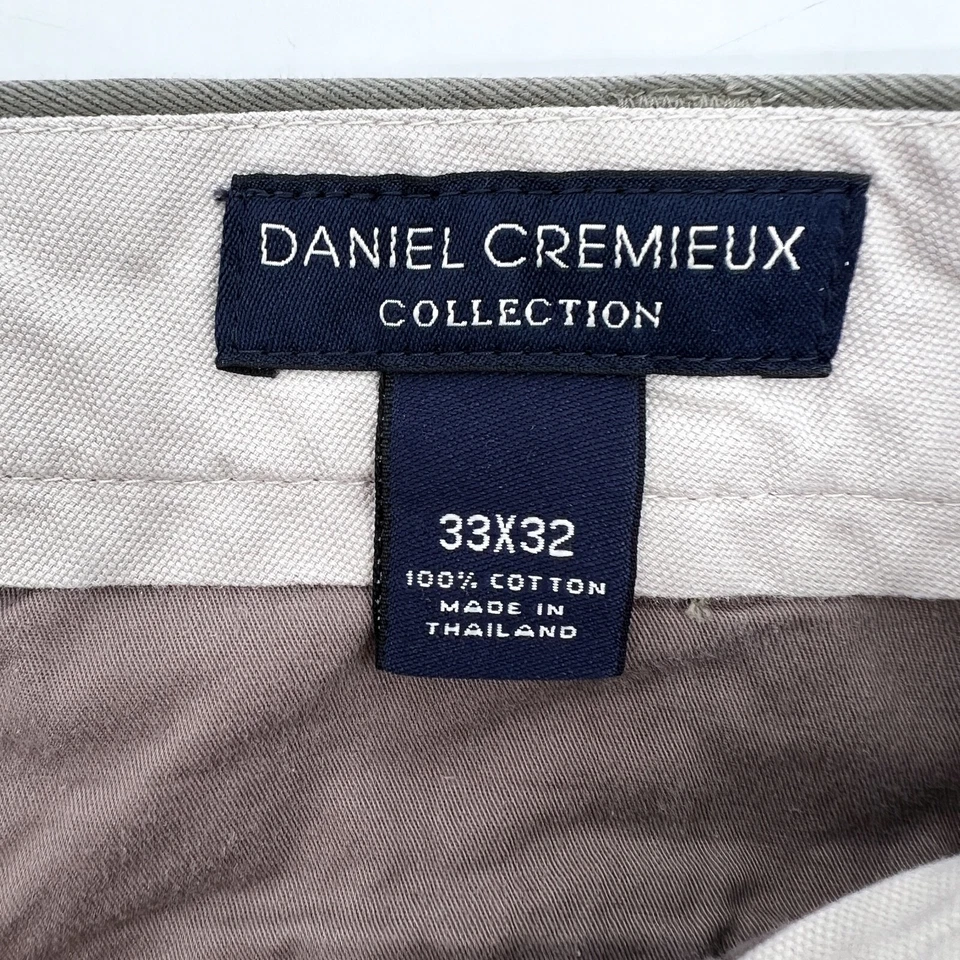 DANIEL CREMIEUX
COLLECTION
33X32
100% COTTON
MADE IN
THAILAND